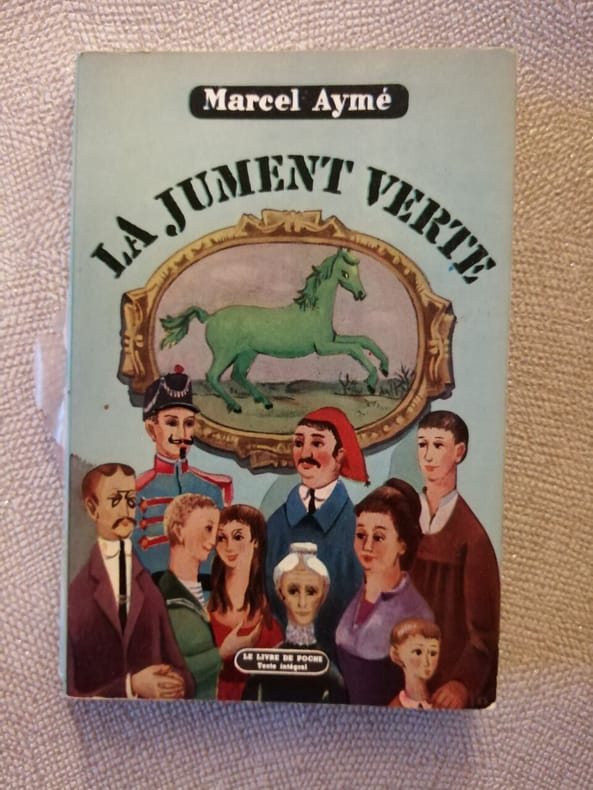 Marcel Aymé
LA JUMENT VERTE
LE LIVRE DE POCHE
Texte intégral